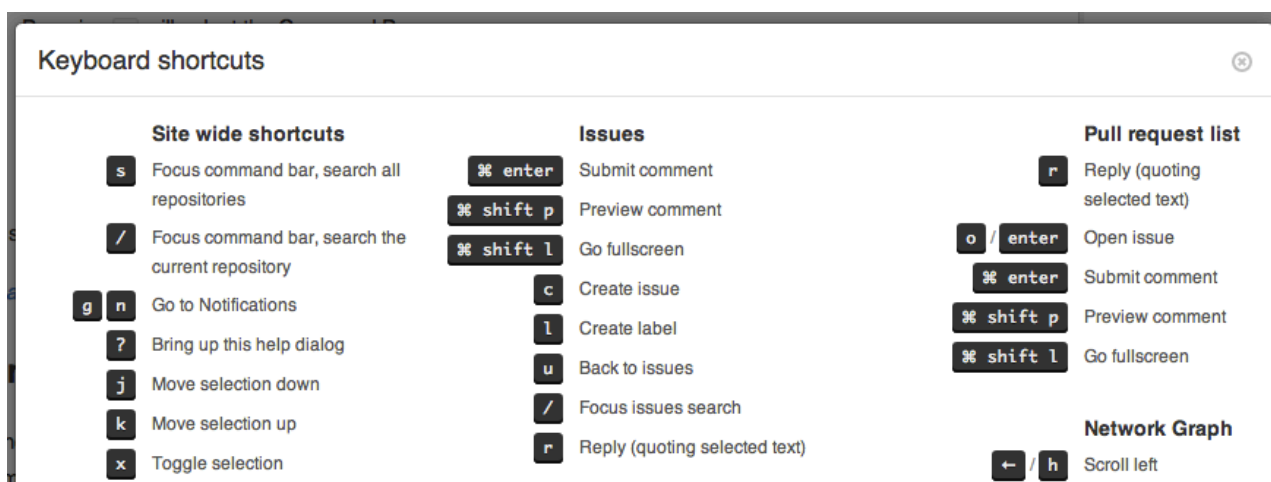 Keyboard shortcuts
Site wide shortcuts
s Focus command bar, search all
repositories
/ Focus command bar, search the
current repository
g n Go to Notifications
? Bring up this help dialog
j Move selection down
k Move selection up
x Toggle selection
Issues
⌘ enter Submit comment
⌘ shift p Preview comment
⌘ shift l Go fullscreen
c Create issue
l Create label
u Back to issues
/ Focus issues search
r Reply (quoting selected text)
Pull request list
r Reply (quoting
selected text)
o / enter Open issue
⌘ enter Submit comment
⌘ shift p Preview comment
⌘ shift l Go fullscreen
Network Graph
← / h Scroll left